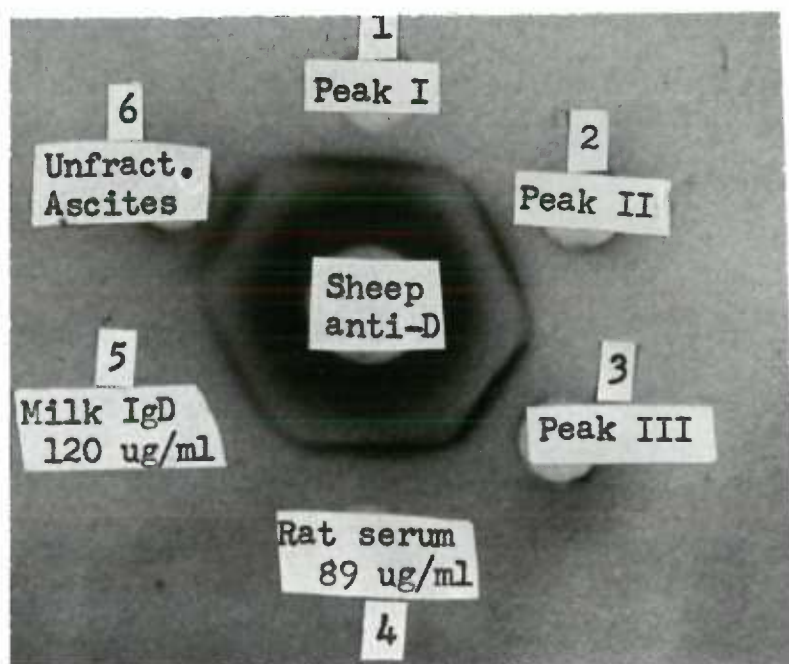 1
Peak I
2
Peak II
3
Peak III
4
Rat serum
89 ug/ml
5
Milk IgD
120 ug/ml
6
Unfract.
Ascites
Sheep
anti-D